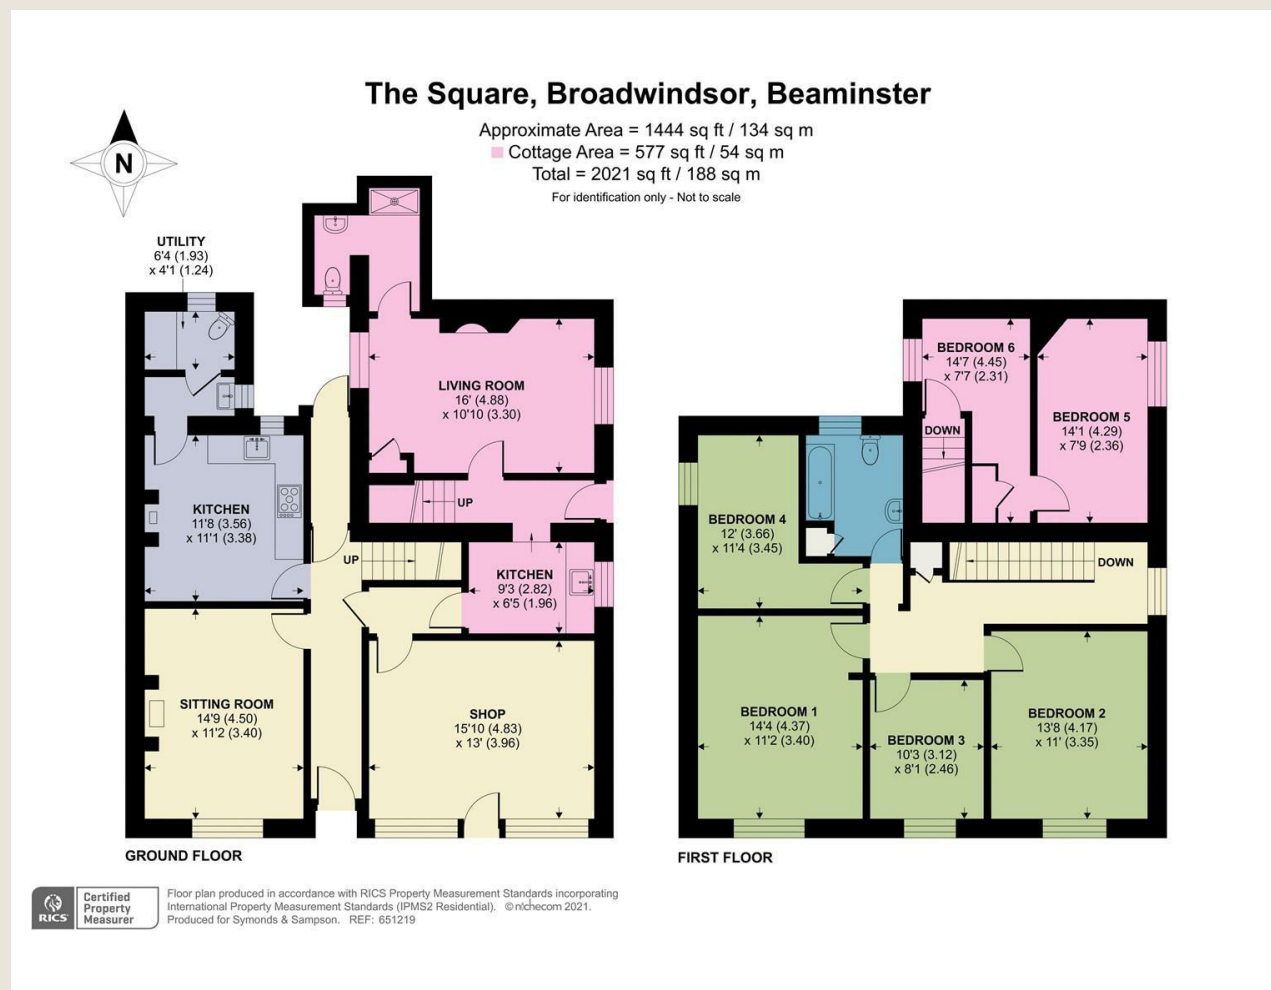 The Square, Broadwindsor, Beaminster
Approximate Area = 1444 sq ft / 134 sq m
Cottage Area = 577 sq ft / 54 sq m
Total = 2021 sq ft / 188 sq m
For identification only - Not to scale
N
UTILITY
6'4 (1.93)
x 4'1 (1.24)
LIVING ROOM
16' (4.88)
x 10'10 (3.30)
UP
KITCHEN
11'8 (3.56)
x 11'1 (3.38)
UP
KITCHEN
9'3 (2.82)
x 6'5 (1.96)
SITTING ROOM
14'9 (4.50)
x 11'2 (3.40)
SHOP
15'10 (4.83)
x 13' (3.96)
GROUND FLOOR
BEDROOM 6
14'7 (4.45)
x 7'7 (2.31)
BEDROOM 5
14'1 (4.29)
x 7'9 (2.36)
DOWN
BEDROOM 4
12' (3.66)
x 11'4 (3.45)
DOWN
BEDROOM 1
14'4 (4.37)
x 11'2 (3.40)
BEDROOM 3
10'3 (3.12)
x 8'1 (2.46)
BEDROOM 2
13'8 (4.17)
x 11' (3.35)
FIRST FLOOR
RICS
Certified
Property
Measurer
Floor plan produced in accordance with RICS Property Measurement Standards incorporating
International Property Measurement Standards (IPMS2 Residential). ©nichecom 2021.
Produced for Symonds & Sampson. REF: 651219